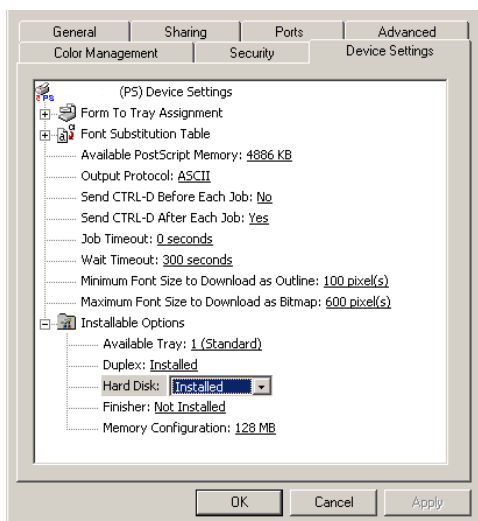 General Sharing Ports Advanced
Color Management Security Device Settings
(PS) Device Settings
Form To Tray Assignment
Font Substitution Table
Available PostScript Memory: 4886 KB
Output Protocol: ASCII
Send CTRL-D Before Each Job: No
Send CTRL-D After Each Job: Yes
Job Timeout: 0 seconds
Wait Timeout: 300 seconds
Minimum Font Size to Download as Outline: 100 pixel(s)
Maximum Font Size to Download as Bitmap: 600 pixel(s)
Installable Options
Available Tray: 1 (Standard)
Duplex: Installed
Hard Disk: Installed
Finisher: Not Installed
Memory Configuration: 128 MB
OK Cancel Apply